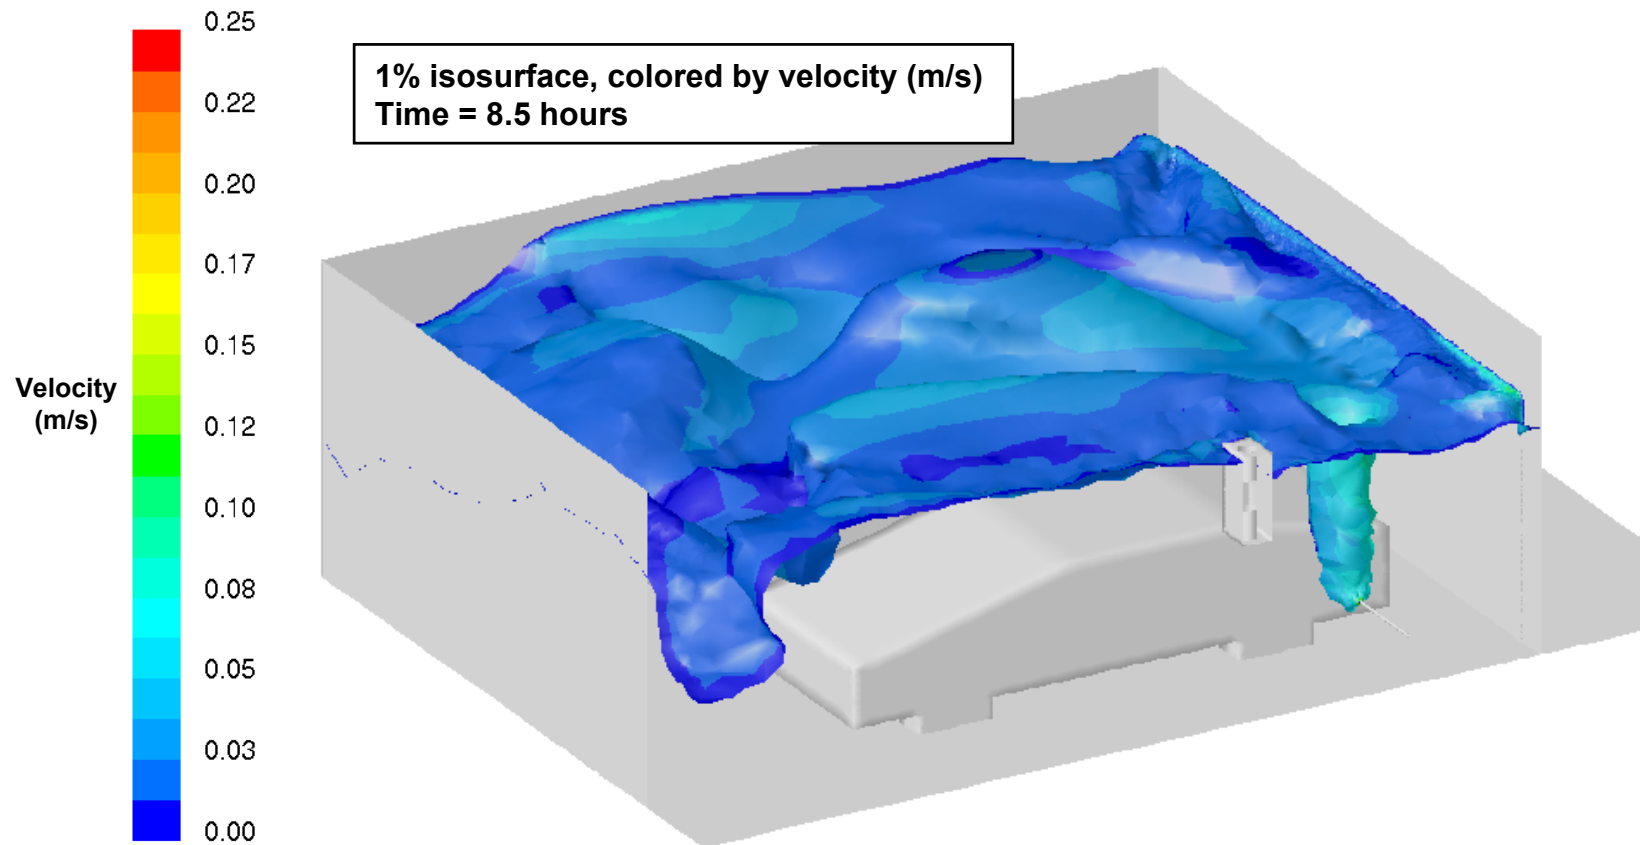 0.25
1% isosurface, colored by velocity (m/s)
Time = 8.5 hours
0.22
0.20
0.17
0.15
Velocity
(m/s)
0.12
0.10
0.08
0.05
0.03
0.00